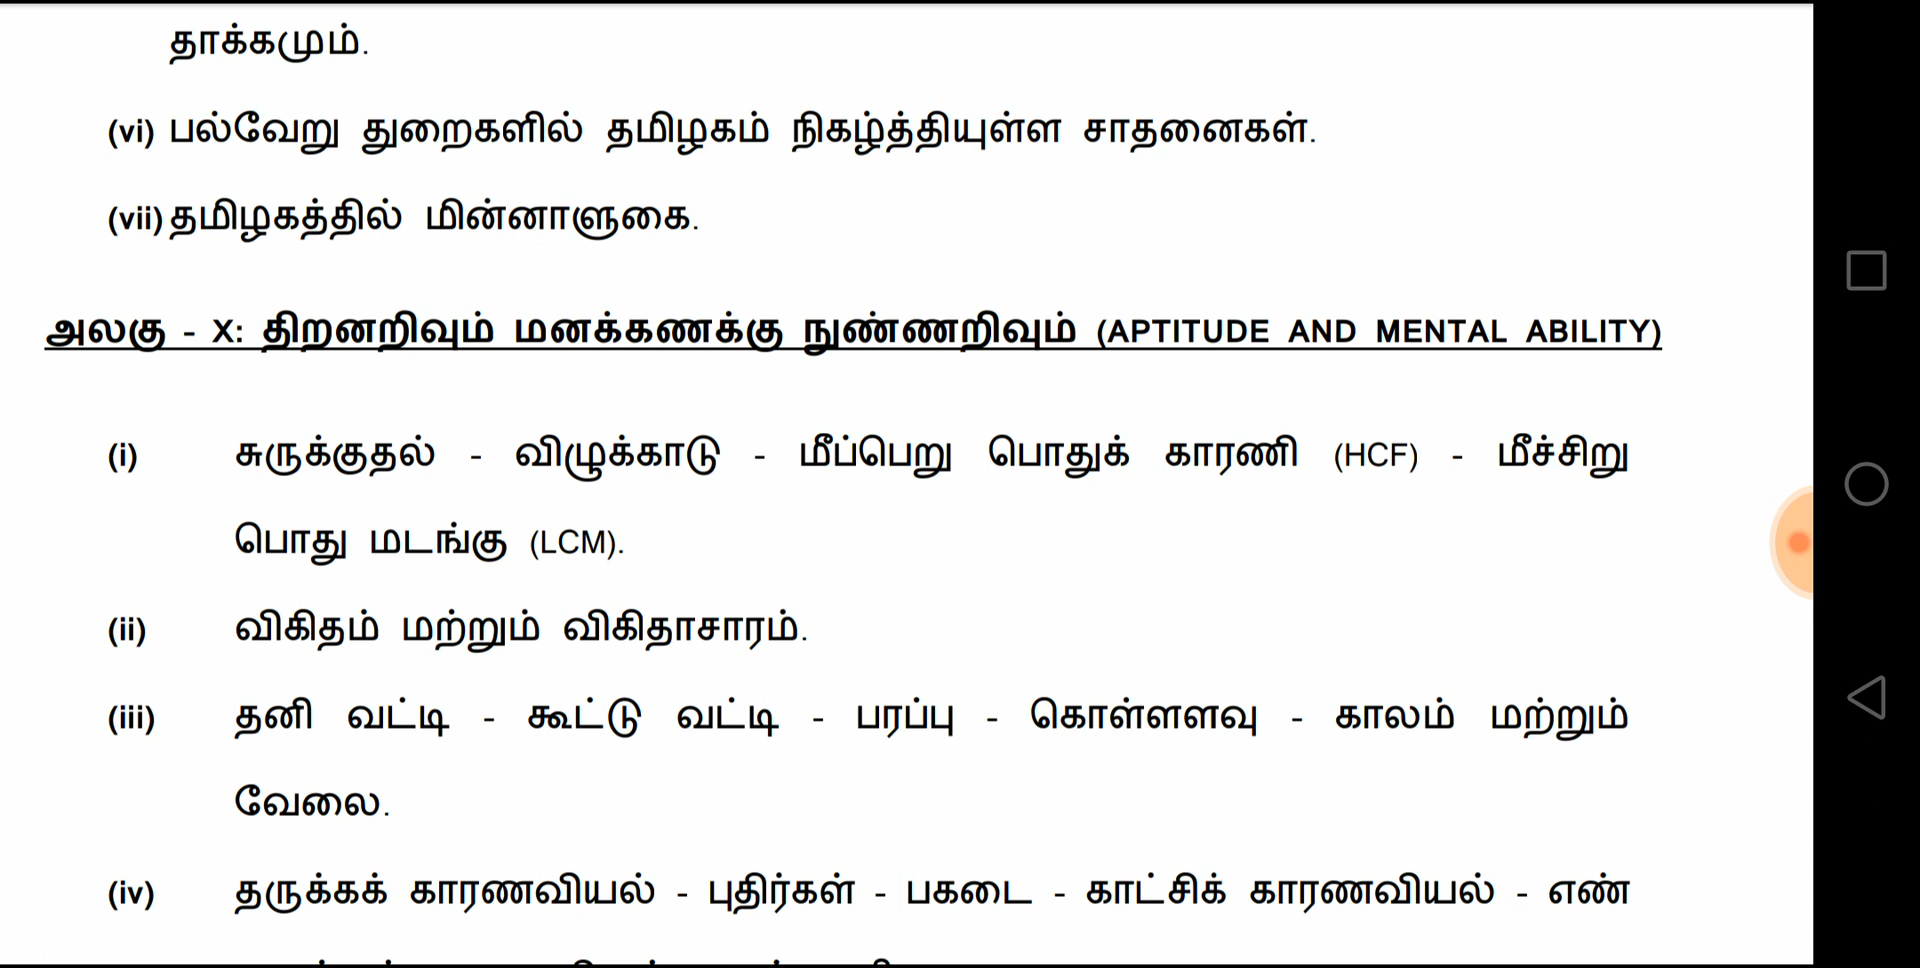 தாக்கமும்.
(vi) பல்வேறு துறைகளில் தமிழகம் நிகழ்த்தியுள்ள சாதனைகள்.
(vii) தமிழகத்தில் மின்னாளுகை.
அலகு - X: திறனறிவும் மனக்கணக்கு நுண்ணறிவும் (APTITUDE AND MENTAL ABILITY)
(i) சுருக்குதல் - விழுக்காடு - மீப்பெறு பொதுக் காரணி (HCF) - மீச்சிறு
பொது மடங்கு (LCM).
(ii) விகிதம் மற்றும் விகிதாசாரம்.
(iii) தனி வட்டி - கூட்டு வட்டி - பரப்பு - கொள்ளளவு - காலம் மற்றும்
வேலை.
(iv) தருக்கக் காரணவியல் - புதிர்கள் - பகடை - காட்சிக் காரணவியல் - எண்